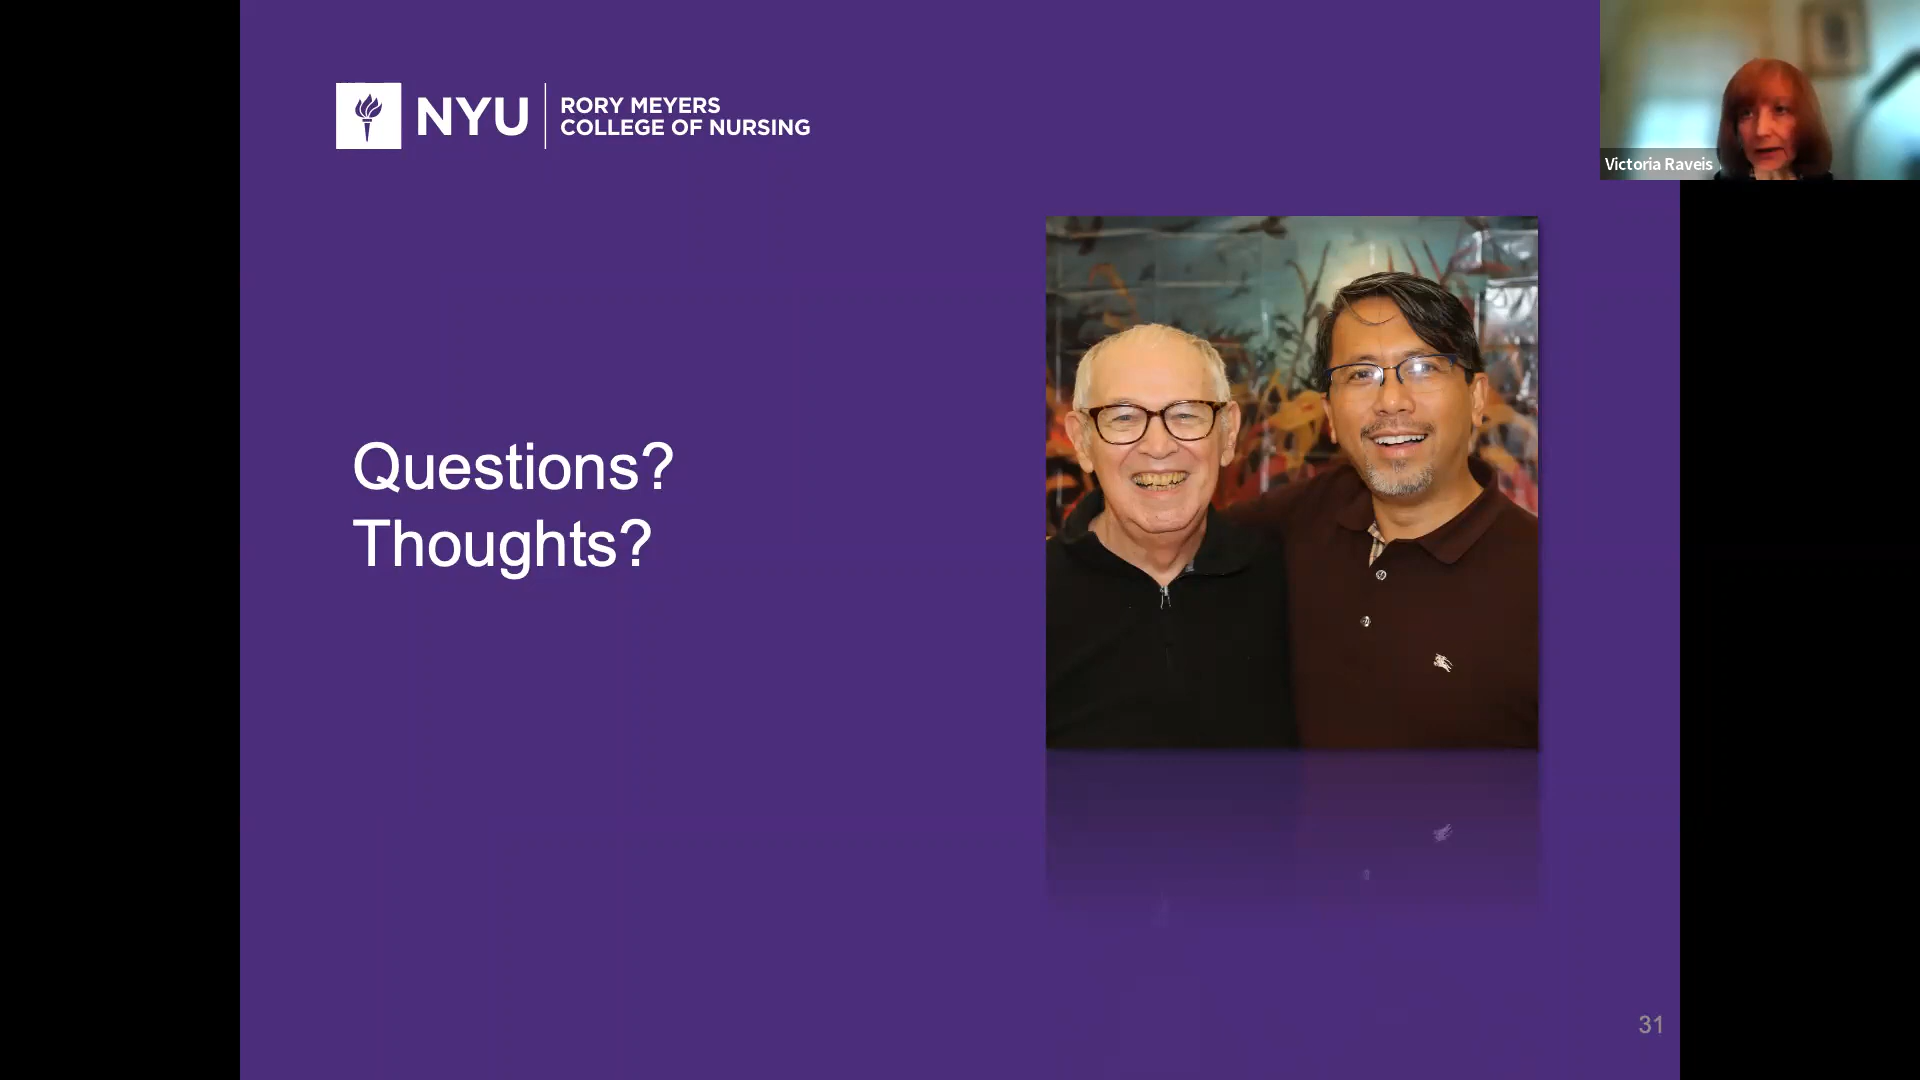 NYU
RORY MEYERS
COLLEGE OF NURSING
Victoria Raveis
Questions?
Thoughts?
31